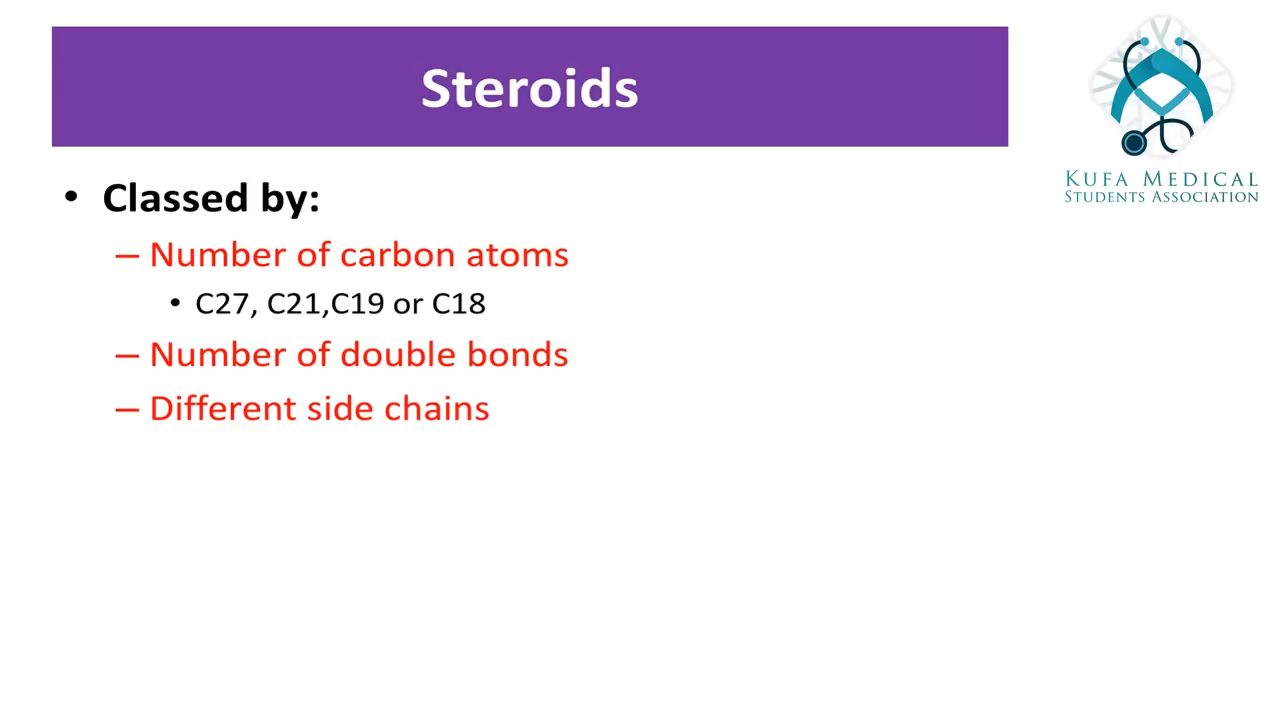 Steroids
KUFA MEDICAL
STUDENTS ASSOCIATION
• Classed by:
– Number of carbon atoms
• C27, C21,C19 or C18
– Number of double bonds
– Different side chains